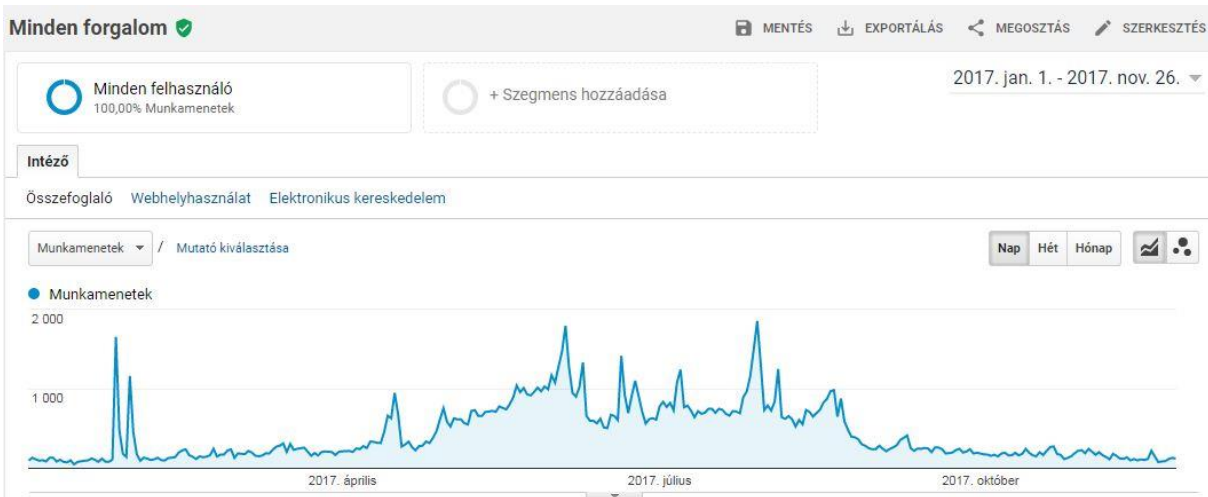 Minden forgalom
MENTÉS EXPORTÁLÁS MEGOSZTÁS SZERKESZTÉS
Minden felhasználó
100,00% Munkamenetek
+ Szegmens hozzáadása
2017. jan. 1. - 2017. nov. 26.
Intéző
Összefoglaló Webhelyhasználat Elektronikus kereskedelem
Munkamenetek / Mutató kiválasztása
Nap Hét Hónap
Munkamenetek
2 000
1 000
2017. április 2017. július 2017. október